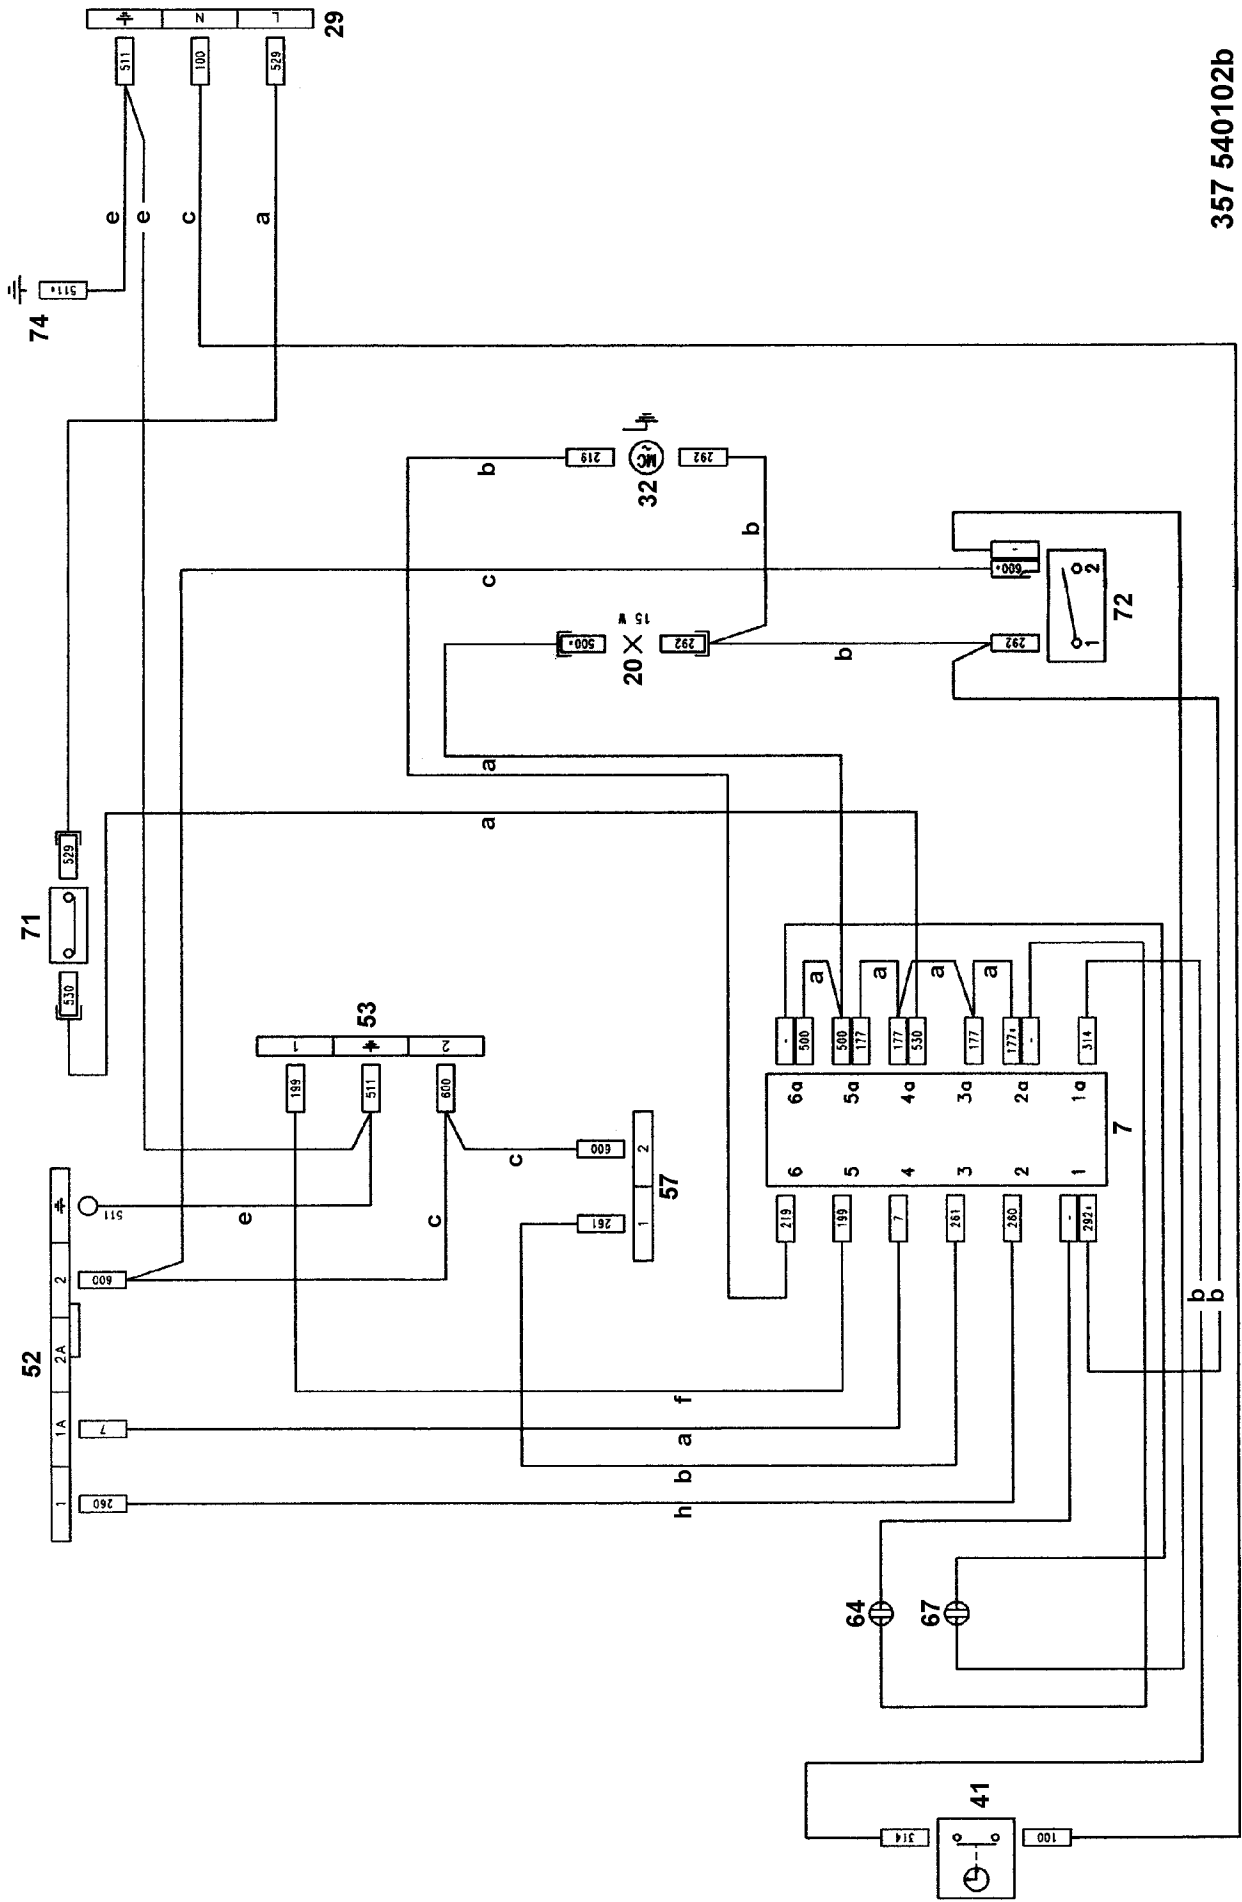 ⏚ N L
29
511
100
529
e
e
c
a
74
357 540102b
219
MC
~
292
32
b
b
c
500
15 W
20
292
b
600
-
292
1 2
72
a
a
71
529
530
53
1
⏚
2
199
511
600
c
600
261
1 2
57
e
c
52
1 1A 2A 2 ⏚
511
600
7
260
f
a
b
h
- 500
500 177
177 530
177
177 -
314
a
a
a
a
6a 5a 4a 3a 2a 1a
6 5 4 3 2 1
7
219
199
7
261
260
-
292
b
b
64
67
41
314
100